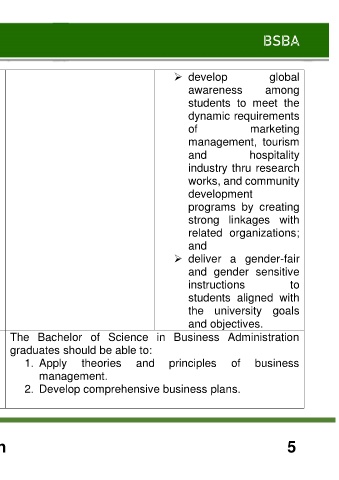 BSBA
➢ develop global
awareness among
students to meet the
dynamic requirements
of marketing
management, tourism
and hospitality
industry thru research
works, and community
development
programs by creating
strong linkages with
related organizations;
and
➢ deliver a gender-fair
and gender sensitive
instructions to
students aligned with
the university goals
and objectives.
The Bachelor of Science in Business Administration
graduates should be able to:
1. Apply theories and principles of business
management.
2. Develop comprehensive business plans.
n 5